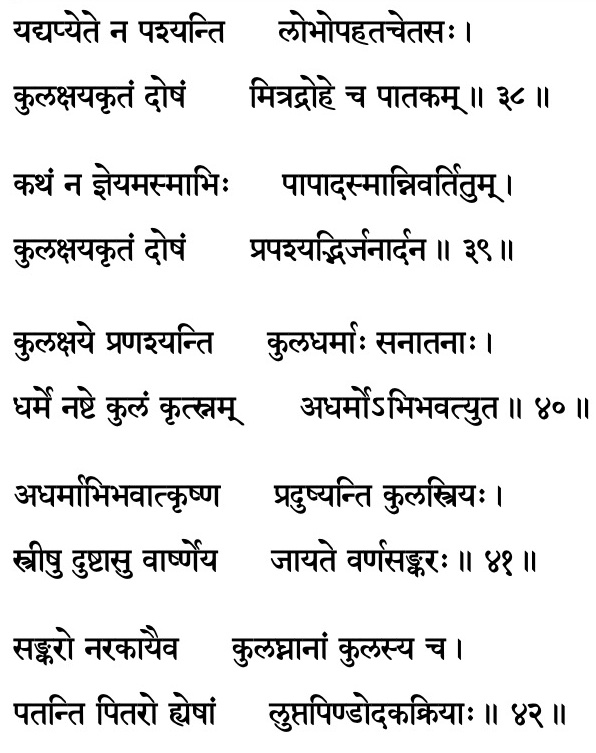 यद्यप्येते न पश्यन्ति लोभोपहतचेतसः।
कुलक्षयकृतं दोषं मित्रद्रोहे च पातकम्॥ ३८॥
कथं न ज्ञेयमस्माभिः पापादस्मान्निवर्तितुम्।
कुलक्षयकृतं दोषं प्रपश्यद्भिर्जनार्दन॥ ३९॥
कुलक्षये प्रणश्यन्ति कुलधर्माः सनातनाः।
धर्मे नष्टे कुलं कृत्स्नम् अधर्मोऽभिभवत्युत॥ ४०॥
अधर्माभिभवात्कृष्ण प्रदुष्यन्ति कुलस्त्रियः।
स्त्रीषु दुष्टासु वार्ष्णेय जायते वर्णसङ्करः॥ ४१॥
सङ्करो नरकायैव कुलघ्नानां कुलस्य च।
पतन्ति पितरो ह्येषां लुप्तपिण्डोदकक्रियाः॥ ४२॥